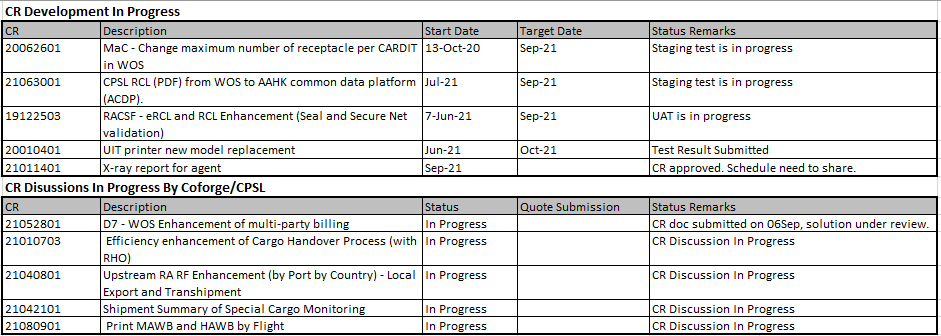 CR Development In Progress
CR Description Start Date Target Date Status Remarks
20062601 MaC - Change maximum number of receptacle per CARDIT 13-Oct-20 Sep-21 Staging test is in progress
in WOS
21063001 CPSL RCL (PDF) from WOS to AAHK common data platform Jul-21 Sep-21 Staging test is in progress
(ACDP).
19122503 RACSF - eRCL and RCL Enhancement (Seal and Secure Net 7-Jun-21 Sep-21 UAT is in progress
validation)
20010401 UIT printer new model replacement Jun-21 Oct-21 Test Result Submitted
21011401 X-ray report for agent Sep-21 CR approved. Schedule need to share.
CR Disussions In Progress By Coforge/CPSL
CR Description Status Quote Submission Status Remarks
21052801 D7 - WOS Enhancement of multi-party billing In Progress CR doc submitted on 06Sep, solution under review.
21010703 Efficiency enhancement of Cargo Handover Process (with In Progress CR Discussion In Progress
RHO)
21040801 Upstream RA RF Enhancement (by Port by Country) - Local In Progress CR Discussion In Progress
Export and Transhipment
21042101 Shipment Summary of Special Cargo Monitoring In Progress CR Discussion In Progress
21080901 Print MAWB and HAWB by Flight In Progress CR Discussion In Progress